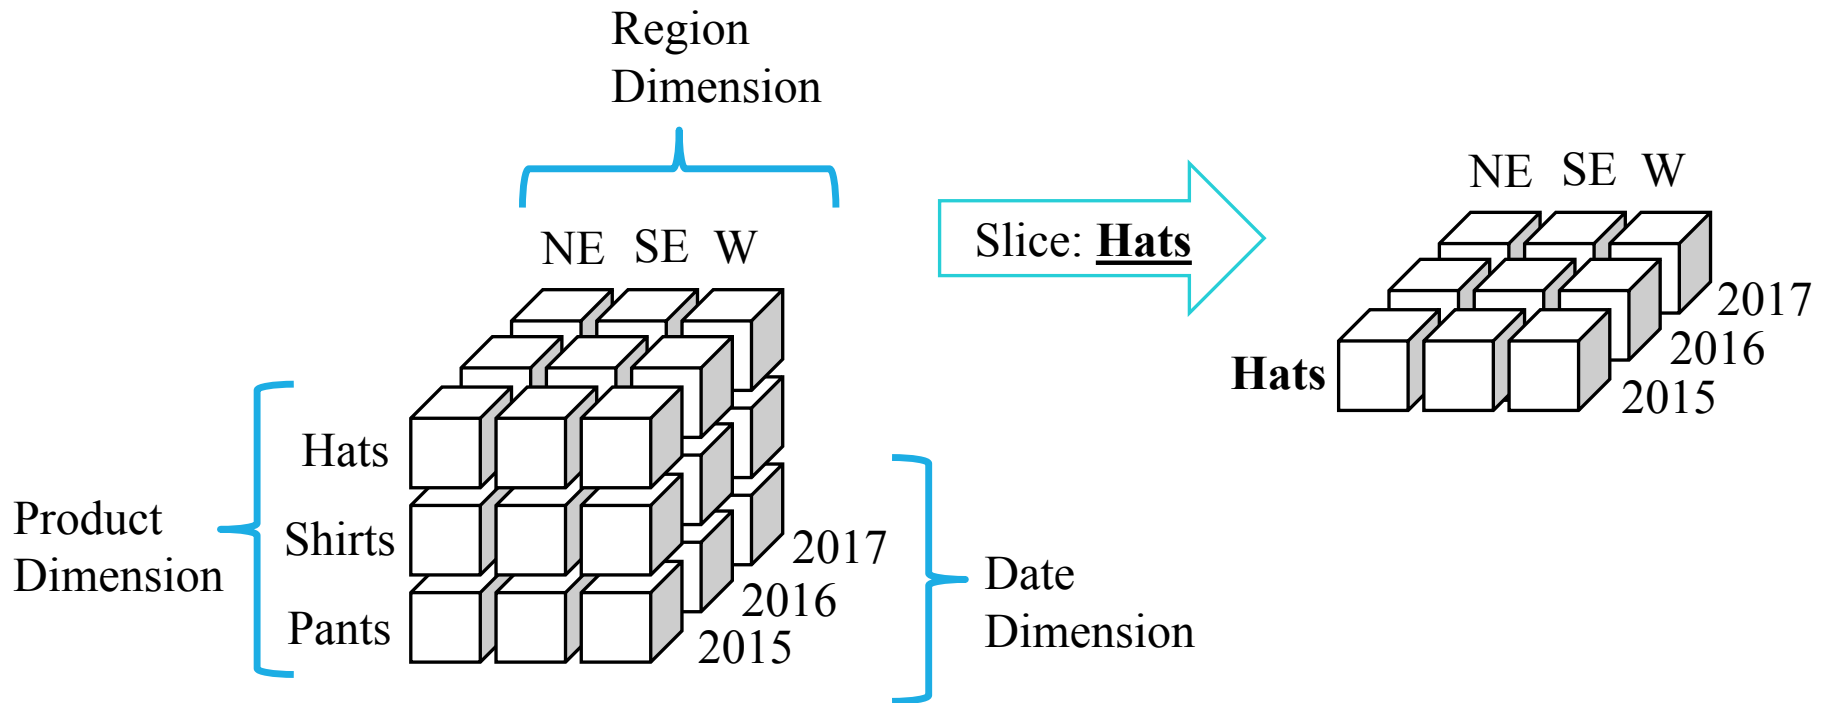 Region
Dimension
NE SE W
Hats
Shirts
Pants
Product
Dimension
2017
2016
2015
Date
Dimension
Slice: Hats
NE SE W
Hats
2017
2016
2015